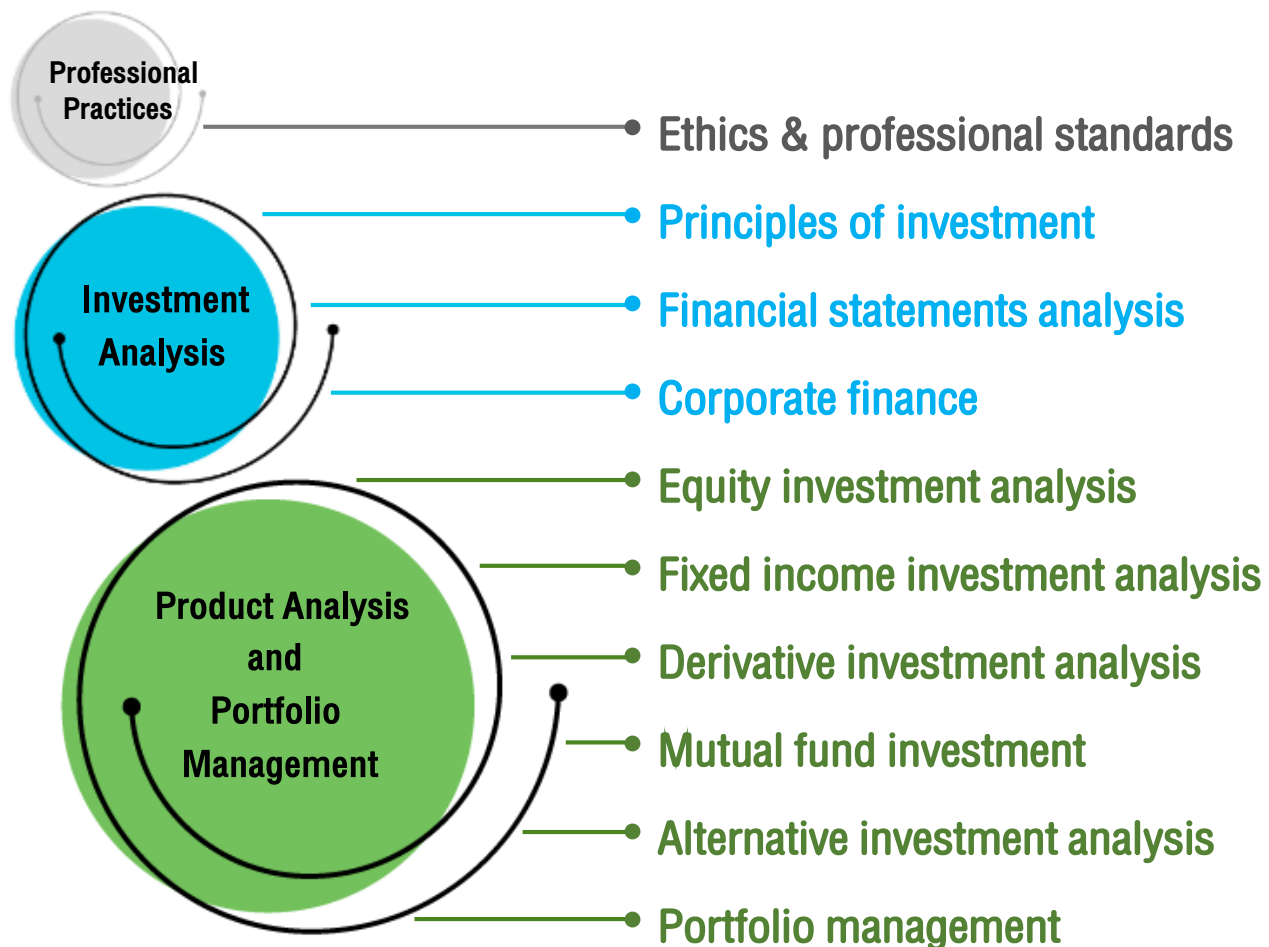 Professional
Practices
Ethics & professional standards
Investment
Analysis
Principles of investment
Financial statements analysis
Corporate finance
Product Analysis
and
Portfolio
Management
Equity investment analysis
Fixed income investment analysis
Derivative investment analysis
Mutual fund investment
Alternative investment analysis
Portfolio management